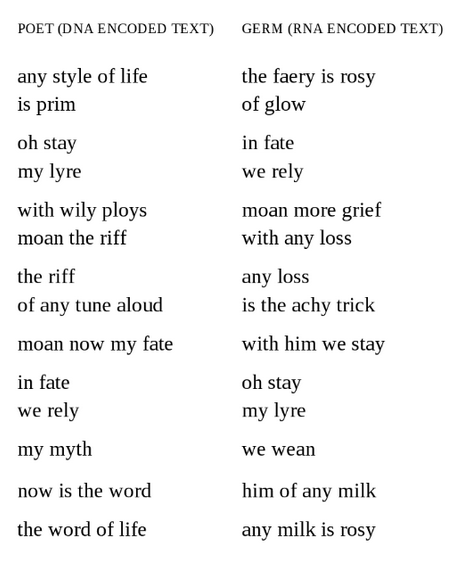 POET (DNA ENCODED TEXT)
any style of life
is prim
oh stay
my lyre
with wily ploys
moan the riff
the riff
of any tune aloud
moan now my fate
in fate
we rely
my myth
now is the word
the word of life
GERM (RNA ENCODED TEXT)
the faery is rosy
of glow
in fate
we rely
moan more grief
with any loss
any loss
is the achy trick
with him we stay
oh stay
my lyre
we wean
him of any milk
any milk is rosy